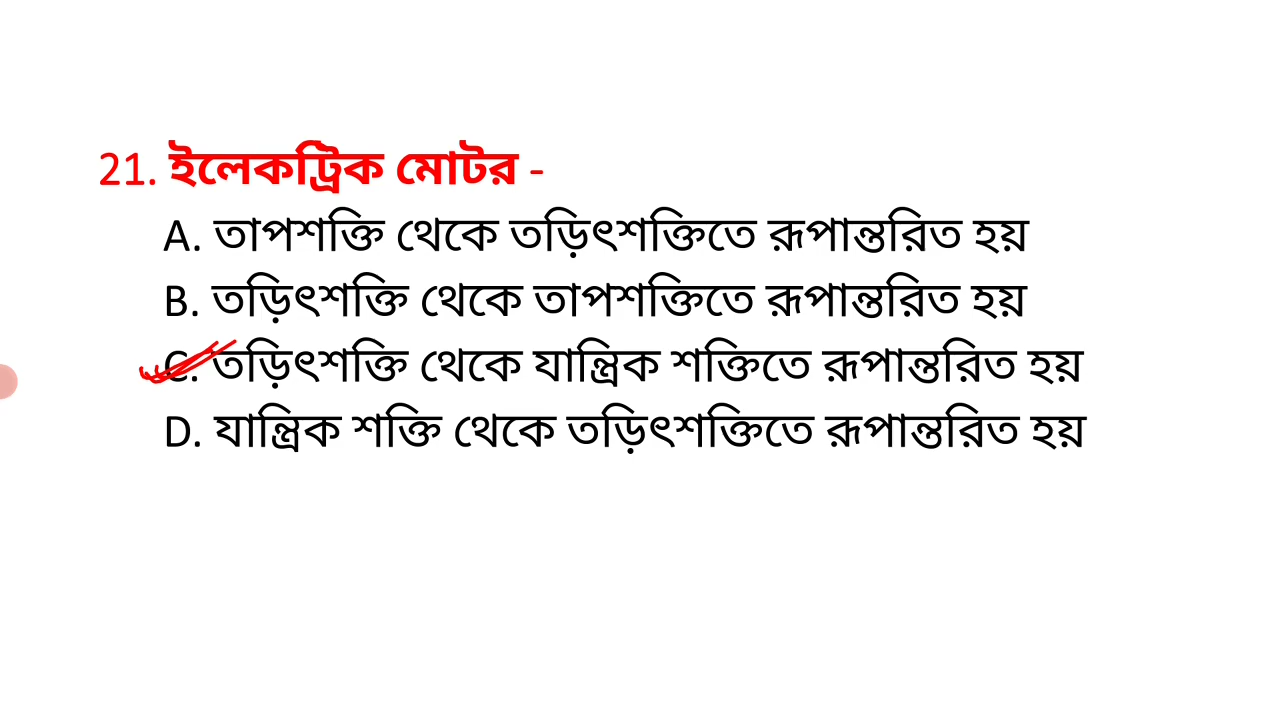 21. ইলেকট্রিক মোটর -
A. তাপশক্তি থেকে তড়িৎশক্তিতে রূপান্তরিত হয়
B. তড়িৎশক্তি থেকে তাপশক্তিতে রূপান্তরিত হয়
C. তড়িৎশক্তি থেকে যান্ত্রিক শক্তিতে রূপান্তরিত হয়
D. যান্ত্রিক শক্তি থেকে তড়িৎশক্তিতে রূপান্তরিত হয়